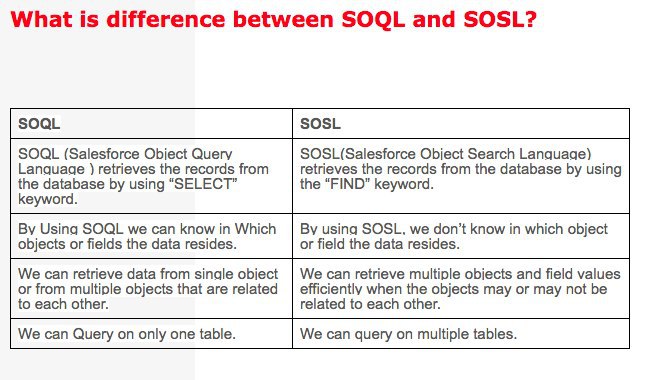 What is difference between SOQL and SOSL?
SOQL
SOSL
SOQL (Salesforce Object Query
Language ) retrieves the records from
the database by using “SELECT”
keyword.
SOSL(Salesforce Object Search Language)
retrieves the records from the database by using
the “FIND” keyword.
By Using SOQL we can know in Which
objects or fields the data resides.
By using SOSL, we don’t know in which object
or field the data resides.
We can retrieve data from single object
or from multiple objects that are related
to each other.
We can retrieve multiple objects and field values
efficiently when the objects may or may not be
related to each other.
We can Query on only one table.
We can query on multiple tables.